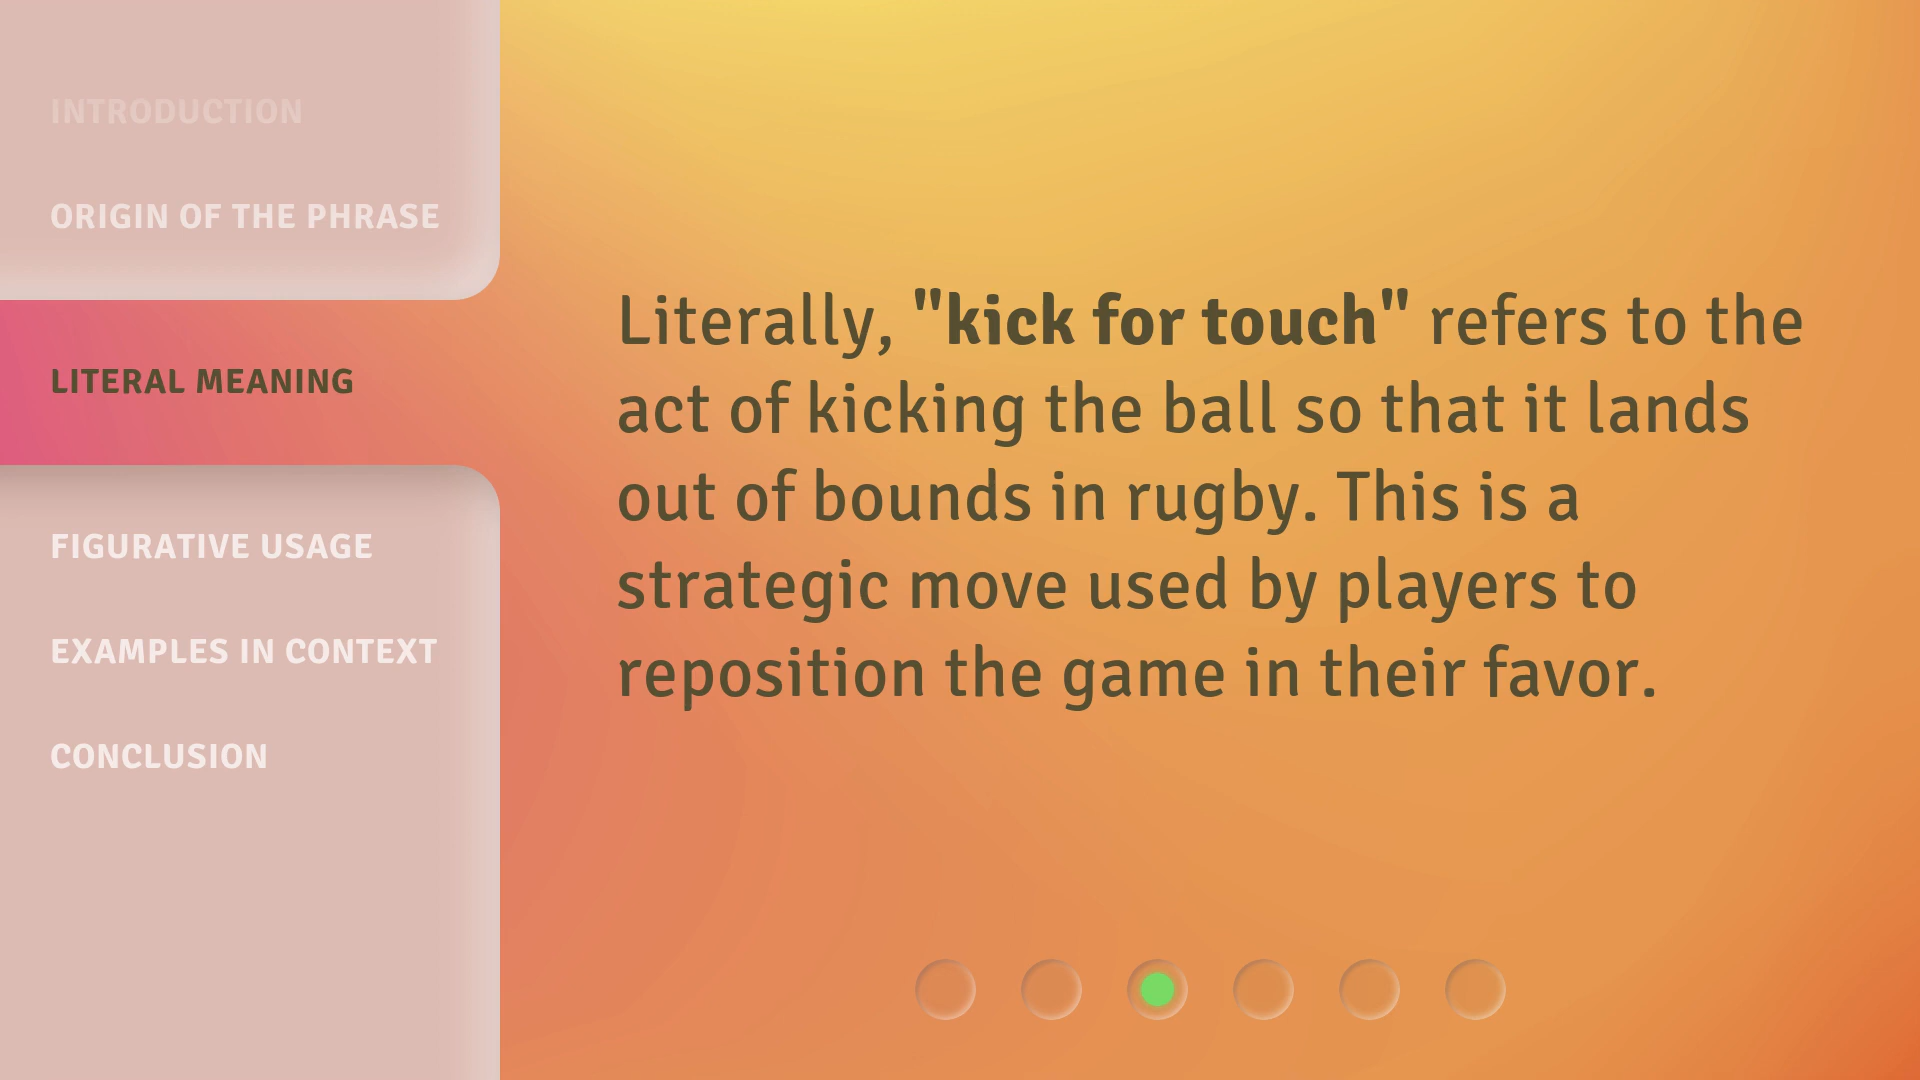 INTRODUCTION
ORIGIN OF THE PHRASE
LITERAL MEANING
FIGURATIVE USAGE
EXAMPLES IN CONTEXT
CONCLUSION
Literally, "kick for touch" refers to the
act of kicking the ball so that it lands
out of bounds in rugby. This is a
strategic move used by players to
reposition the game in their favor.